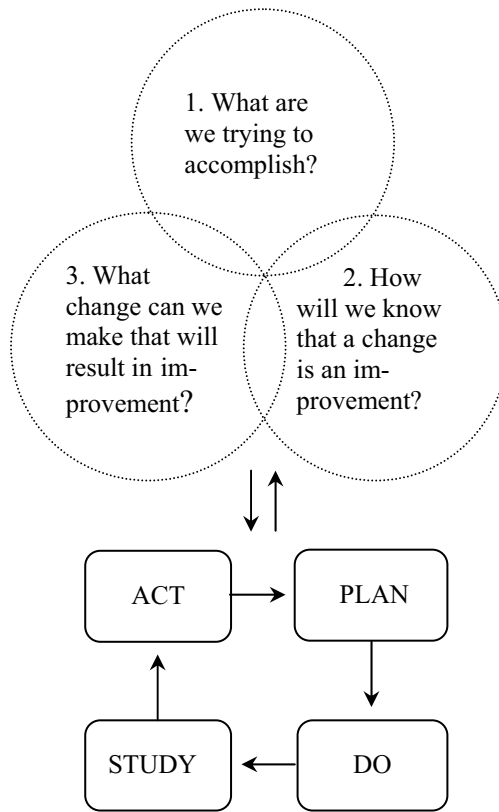 1. What are
we trying to
accomplish?
3. What
change can we
make that will
result in im-
provement?
2. How
will we know
that a change
is an im-
provement?
ACT
PLAN
STUDY
DO